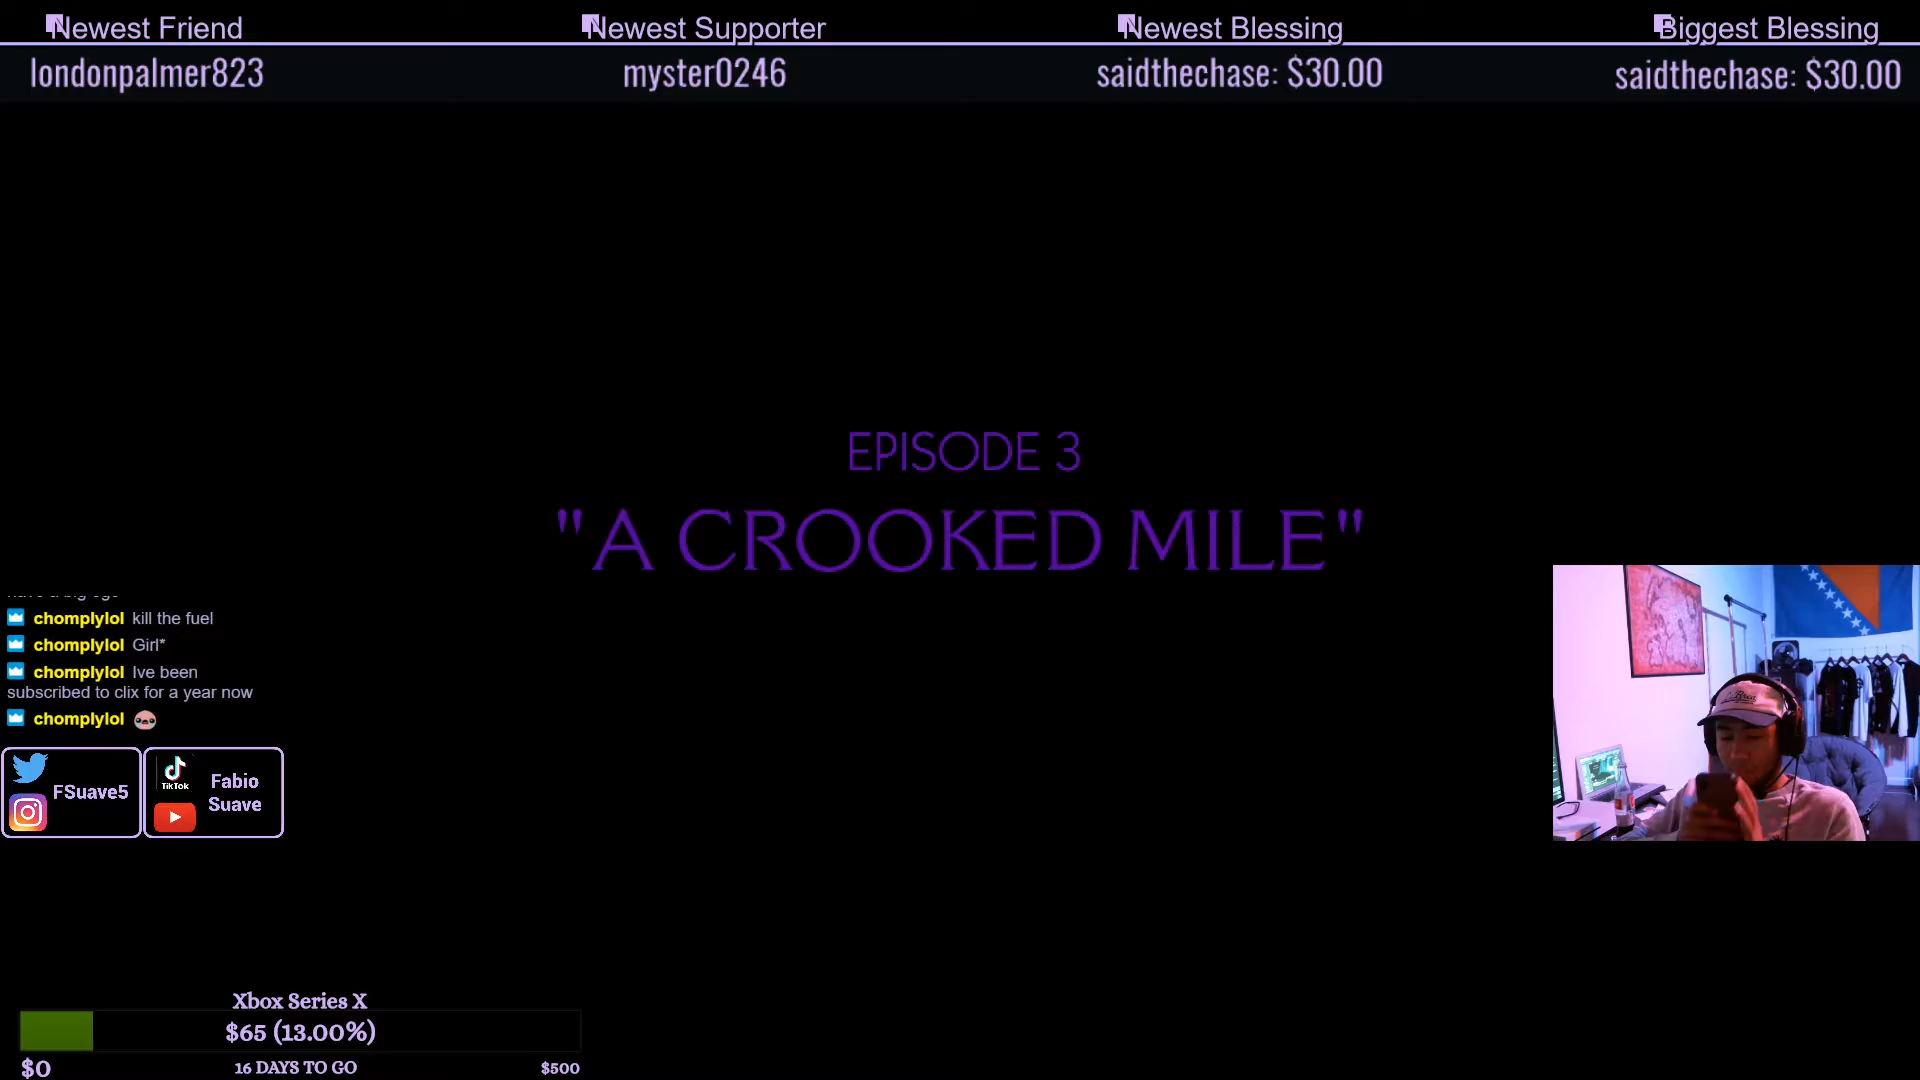 Newest Friend
Newest Supporter
Newest Blessing
Biggest Blessing
londonpalmer823
myster0246
saidthechase: $30.00
saidthechase: $30.00
EPISODE 3
"A CROOKED MILE"
chomplylol kill the fuel
chomplylol Girl*
chomplylol Ive been
subscribed to clix for a year now
chomplylol
FSuave5
TikTok
Fabio
Suave
Xbox Series X
$65 (13.00%)
$0
16 DAYS TO GO
$500